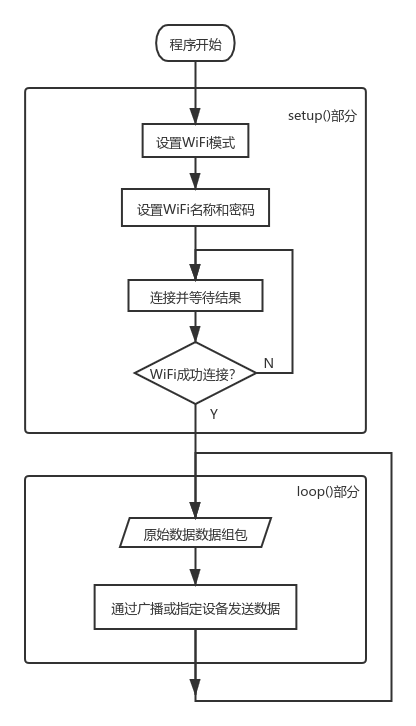 程序开始
setup()部分
设置WiFi模式
设置WiFi名称和密码
连接并等待结果
WiFi成功连接?
N
Y
loop()部分
原始数据数据组包
通过广播或指定设备发送数据